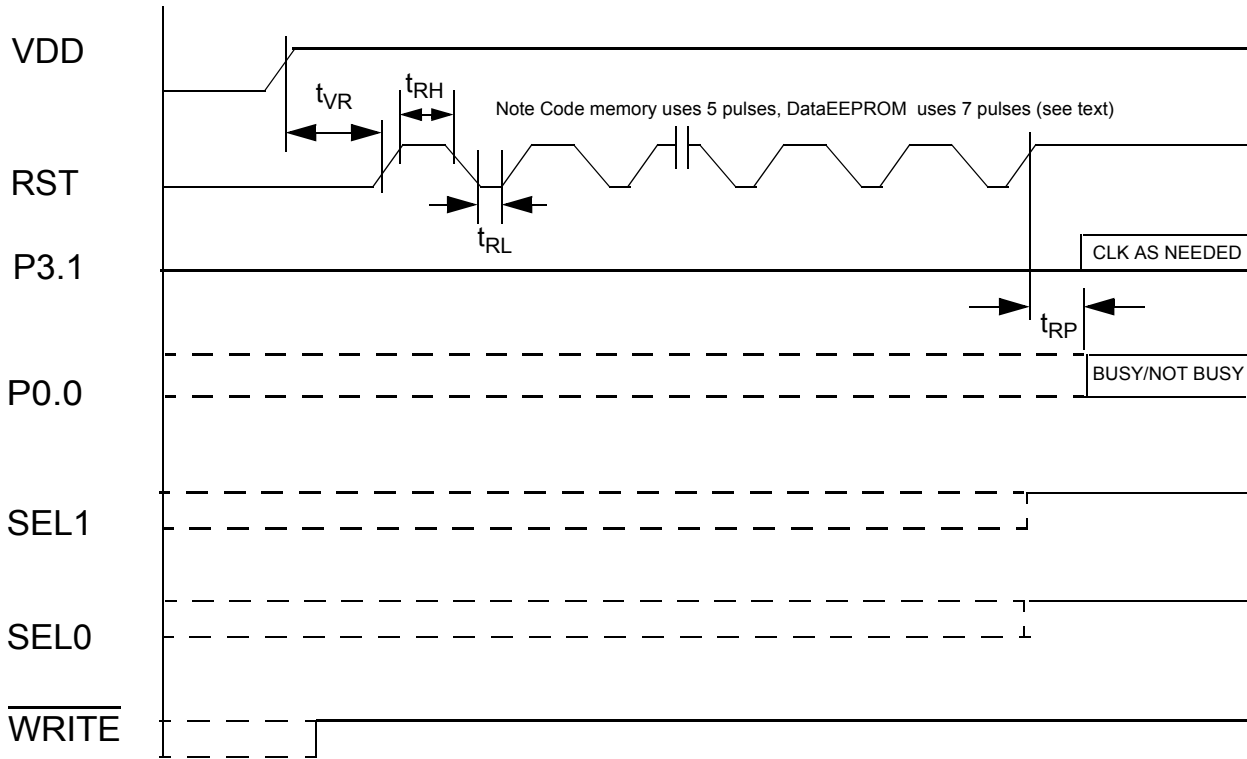 VDD
tVR
tRH
Note Code memory uses 5 pulses, DataEEPROM uses 7 pulses (see text)
RST
tRL
P3.1
CLK AS NEEDED
tRP
P0.0
BUSY/NOT BUSY
SEL1
SEL0
WRITE